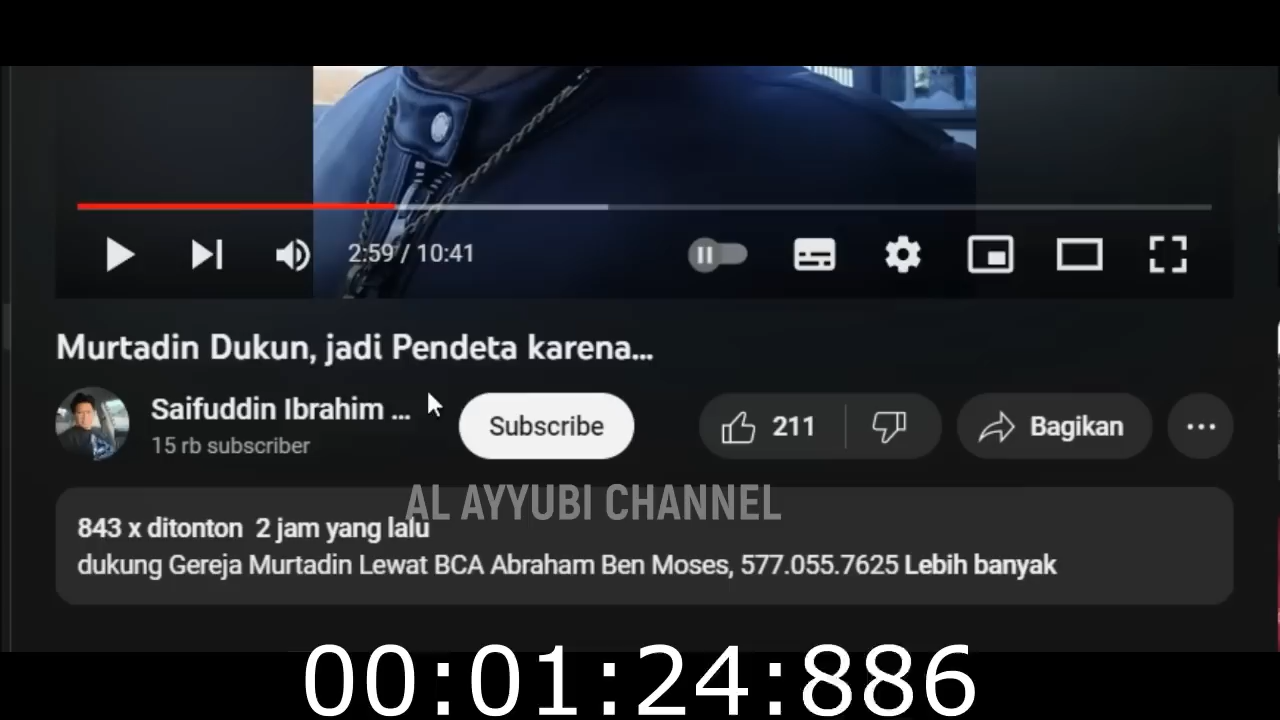 2:59 / 10:41
Murtadin Dukun, jadi Pendeta karena...
Saifuddin Ibrahim ...
15 rb subscriber
Subscribe
211
Bagikan
AL AYYUBI CHANNEL
843 x ditonton 2 jam yang lalu
dukung Gereja Murtadin Lewat BCA Abraham Ben Moses, 577.055.7625 Lebih banyak
00:01:24:886